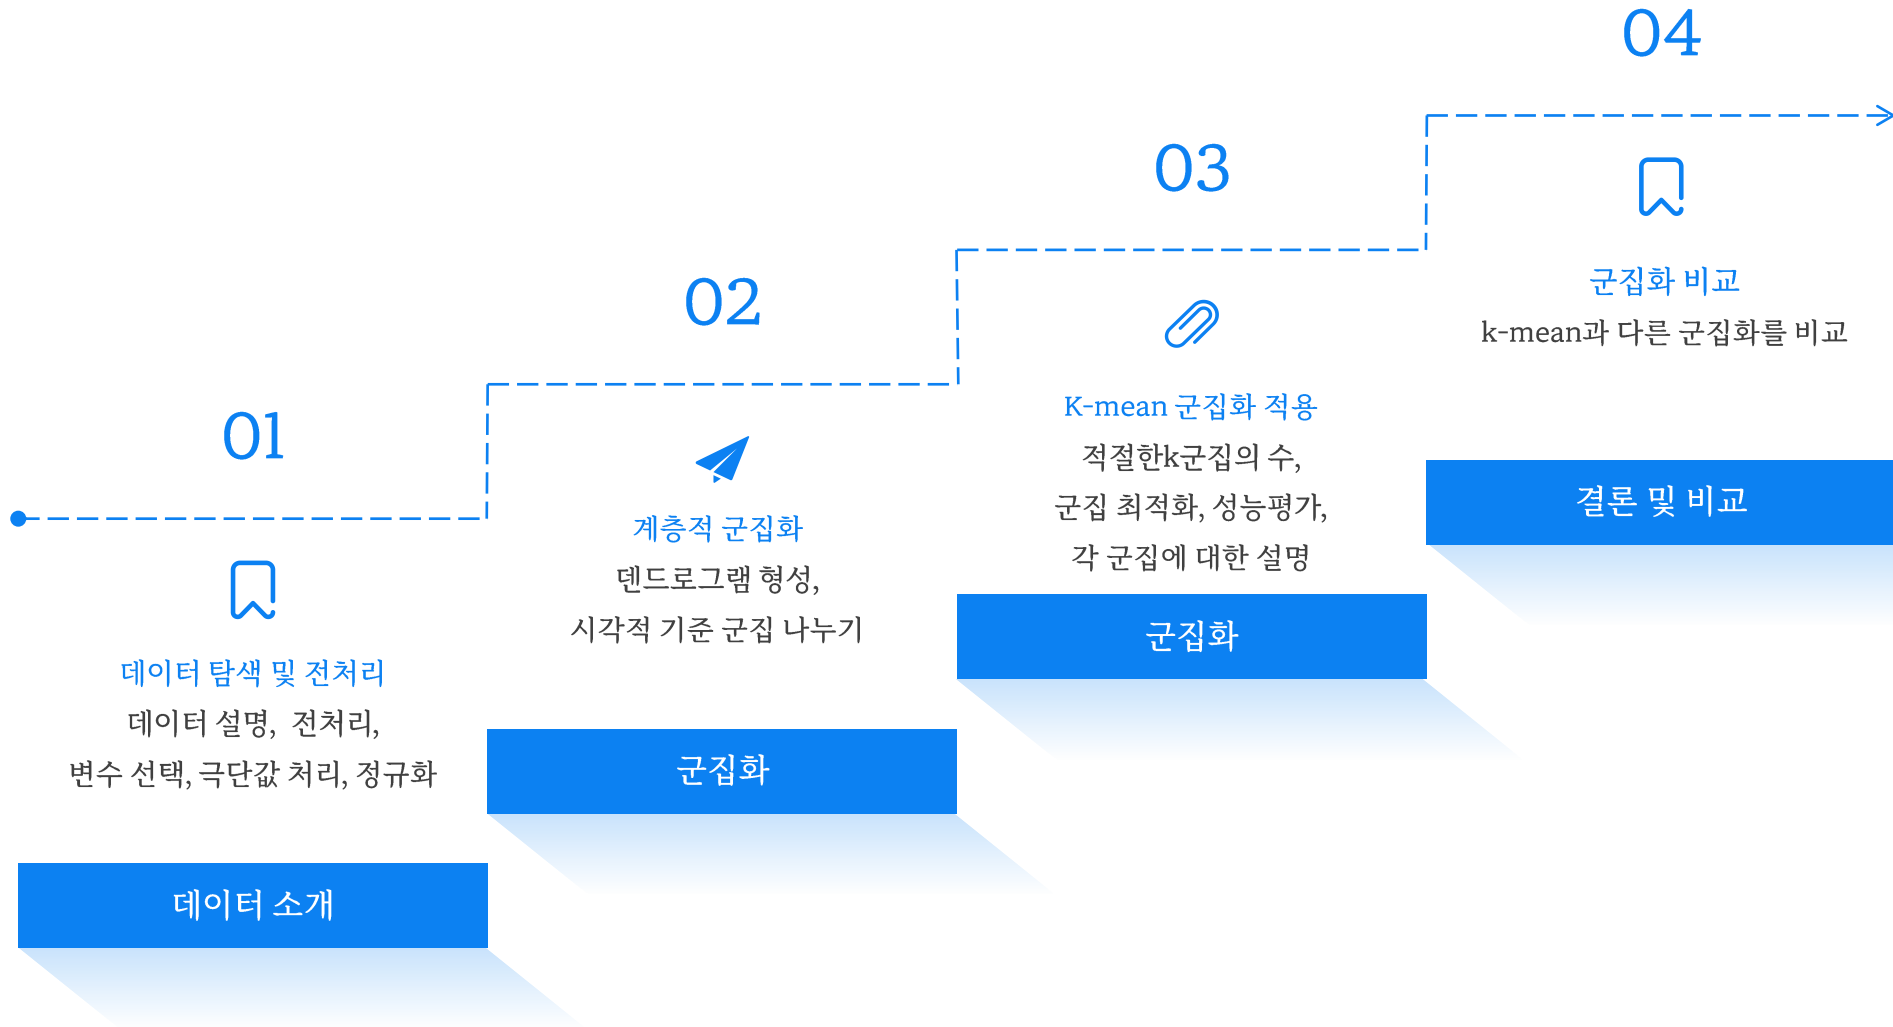 01
데이터 탐색 및 전처리
데이터 설명, 전처리,
변수 선택, 극단값 처리, 정규화
데이터 소개
02
계층적 군집화
덴드로그램 형성,
시각적 기준 군집 나누기
군집화
03
K-mean 군집화 적용
적절한k군집의 수,
군집 최적화, 성능평가,
각 군집에 대한 설명
군집화
04
군집화 비교
k-mean과 다른 군집화를 비교
결론 및 비교